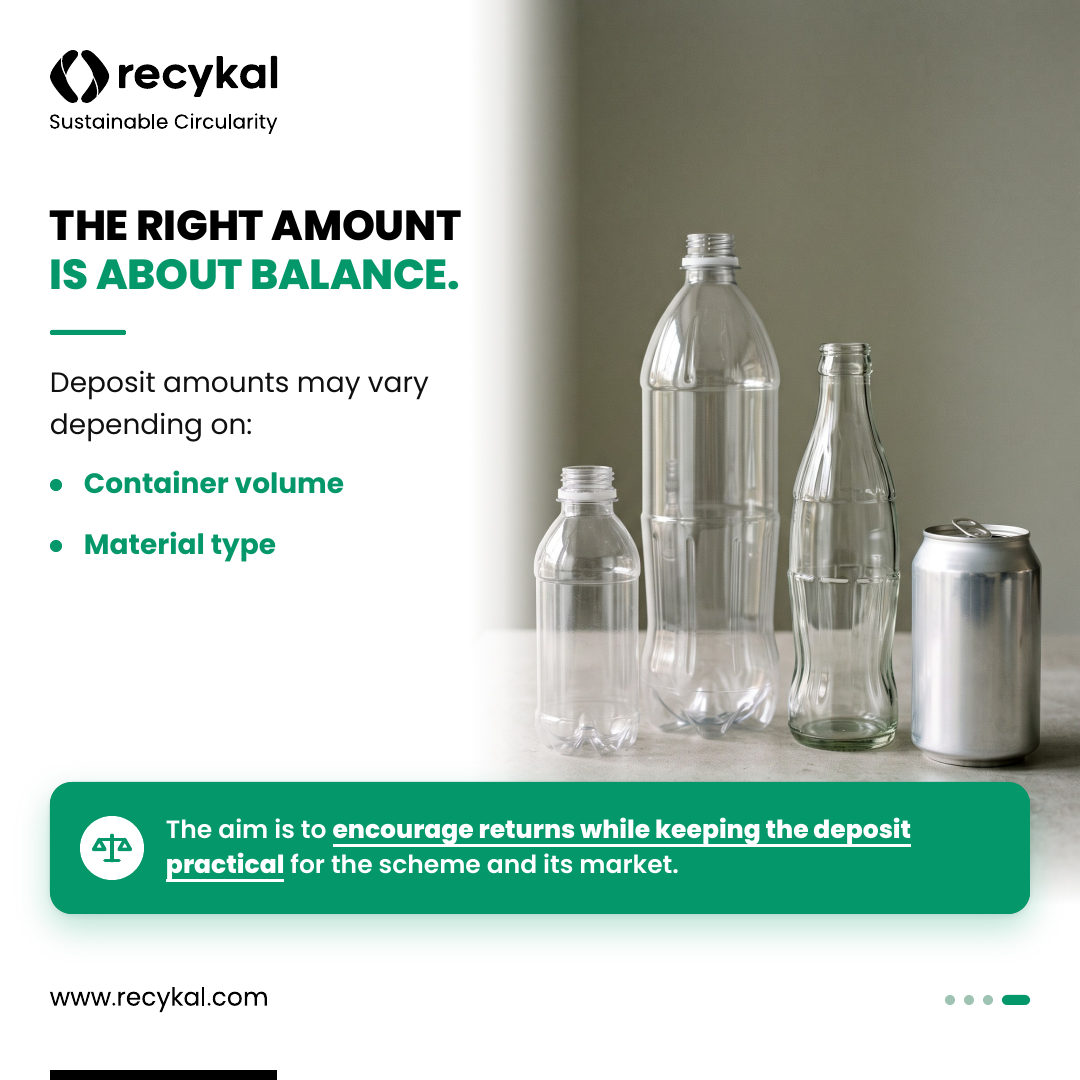 recykal
Sustainable Circularity
THE RIGHT AMOUNT
IS ABOUT BALANCE.
Deposit amounts may vary
depending on:
• Container volume
• Material type
The aim is to encourage returns while keeping the deposit
practical for the scheme and its market.
www.recykal.com